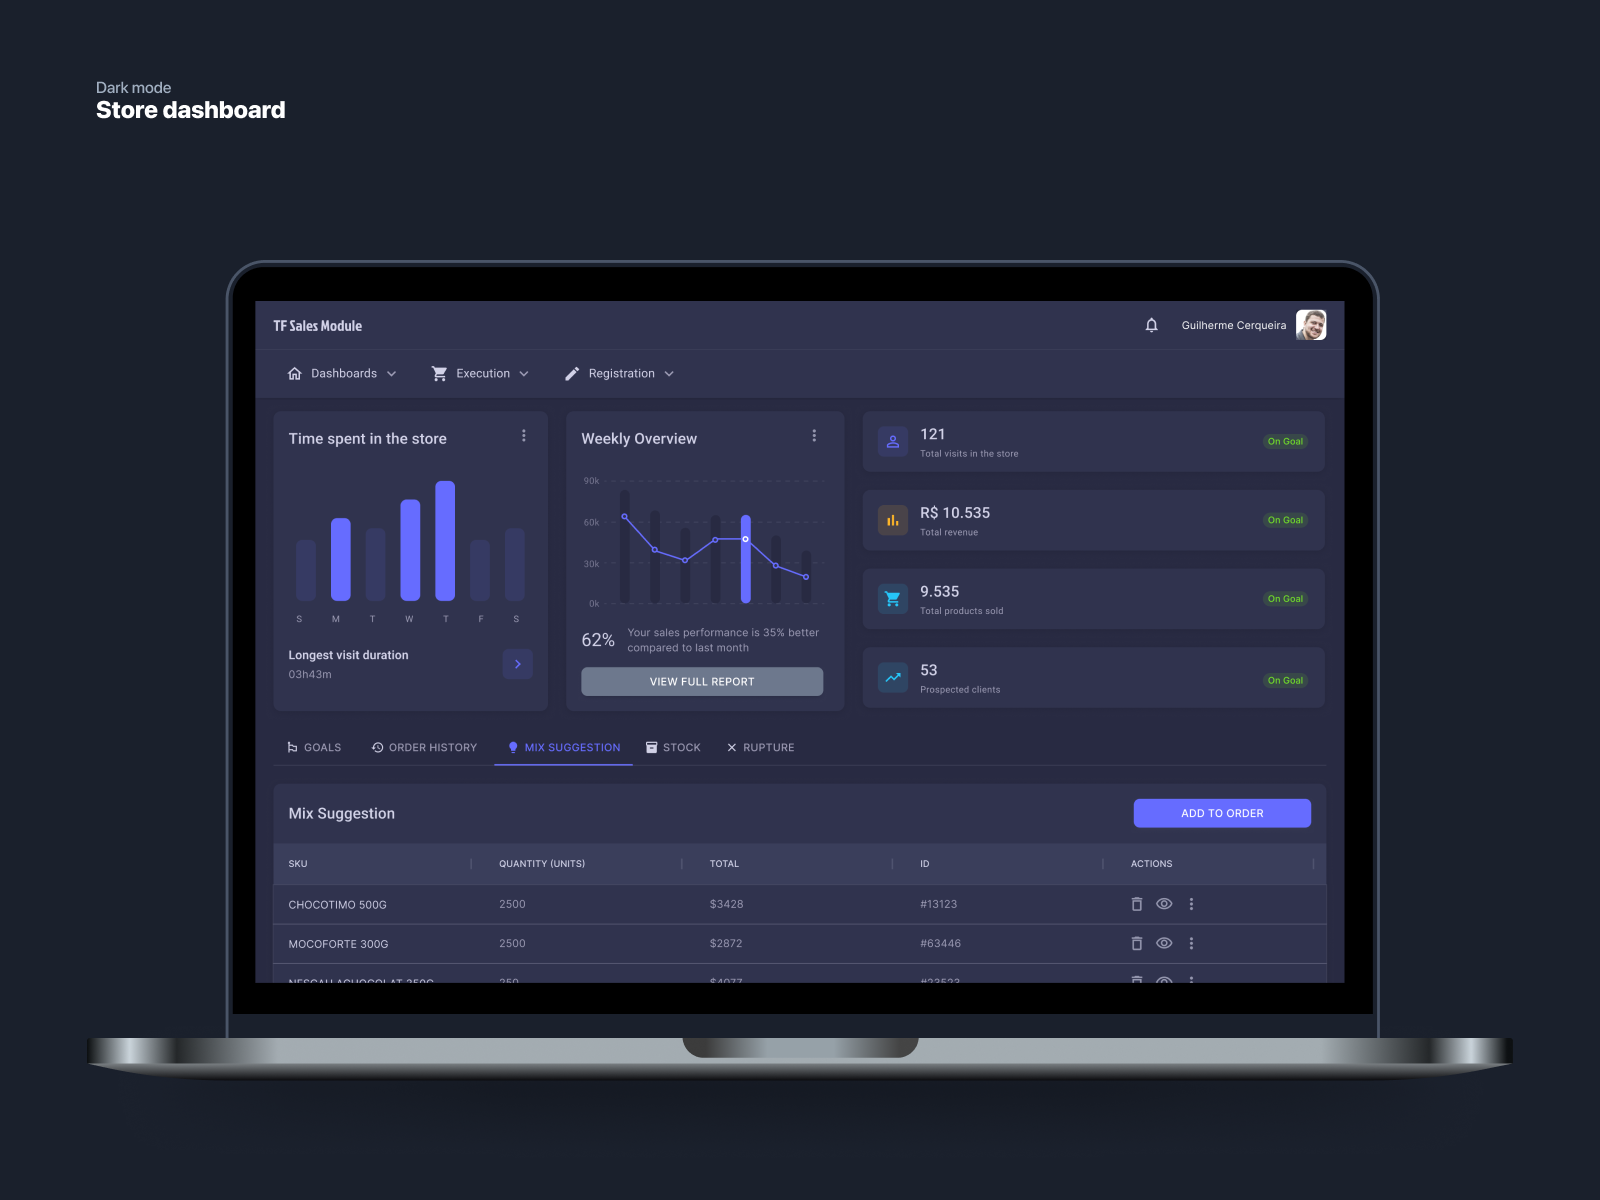 Dark mode
Store dashboard
TF Sales Module
Guilherme Cerqueira
Dashboards
Execution
Registration
Time spent in the store
S M T W T F S
Longest visit duration
03h43m
Weekly Overview
90k
60k
30k
0k
62%
Your sales performance is 35% better
compared to last month
VIEW FULL REPORT
121
Total visits in the store
On Goal
R$ 10.535
Total revenue
On Goal
9.535
Total products sold
On Goal
53
Prospected clients
On Goal
GOALS
ORDER HISTORY
MIX SUGGESTION
STOCK
RUPTURE
Mix Suggestion
ADD TO ORDER
SKU QUANTITY (UNITS) TOTAL ID ACTIONS
CHOCOTIMO 500G 2500 $3428 #13123
MOCOFORTE 300G 2500 $2872 #63446
250 $4077